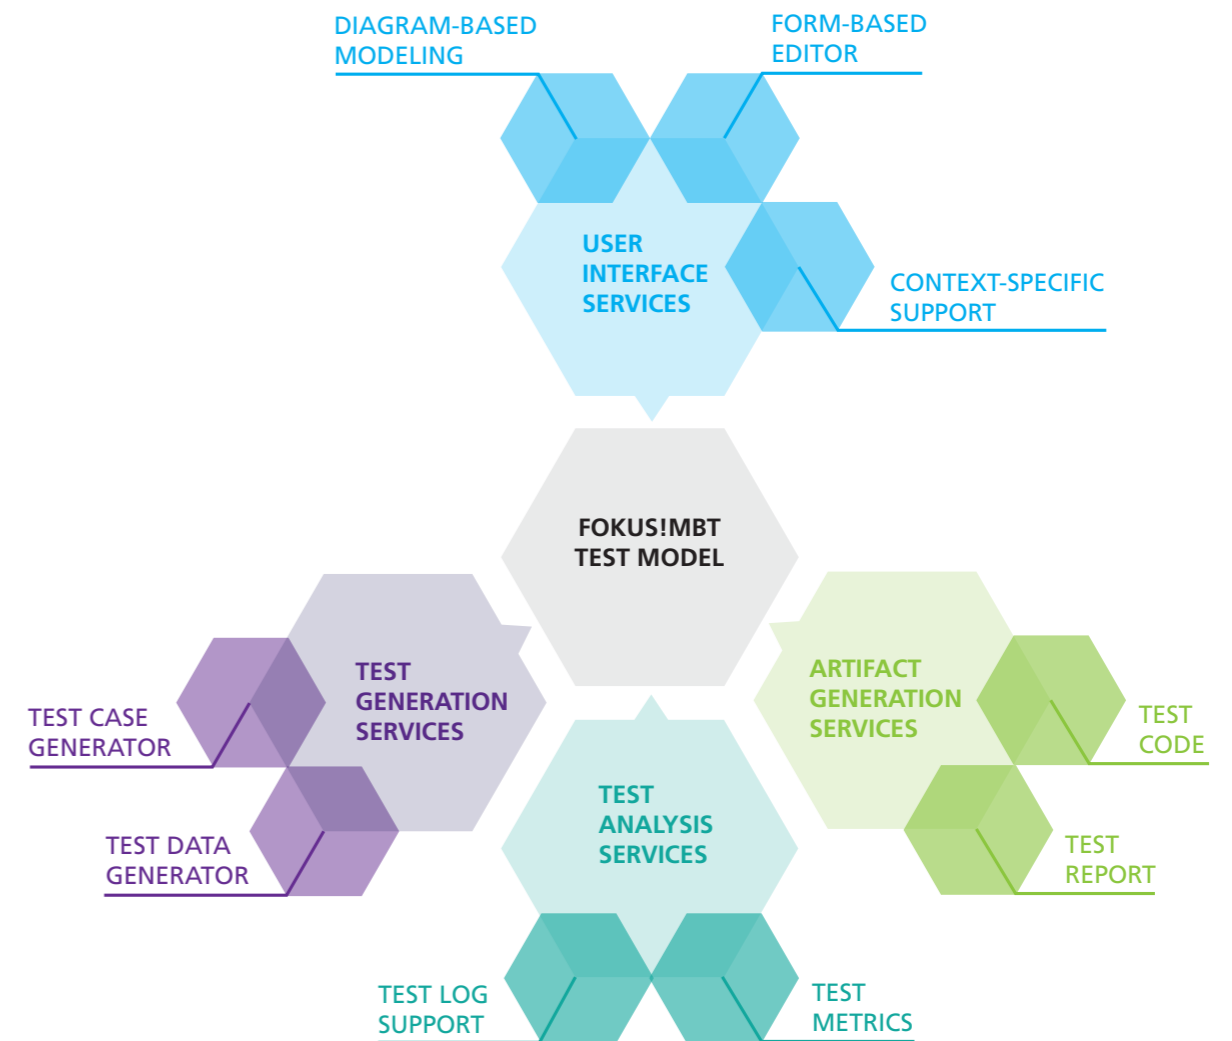 DIAGRAM-BASED
MODELING
FORM-BASED
EDITOR
USER
INTERFACE
SERVICES
CONTEXT-SPECIFIC
SUPPORT
FOKUS!MBT
TEST MODEL
TEST
GENERATION
SERVICES
TEST CASE
GENERATOR
TEST DATA
GENERATOR
ARTIFACT
GENERATION
SERVICES
TEST
CODE
TEST
REPORT
TEST
ANALYSIS
SERVICES
TEST LOG
SUPPORT
TEST
METRICS